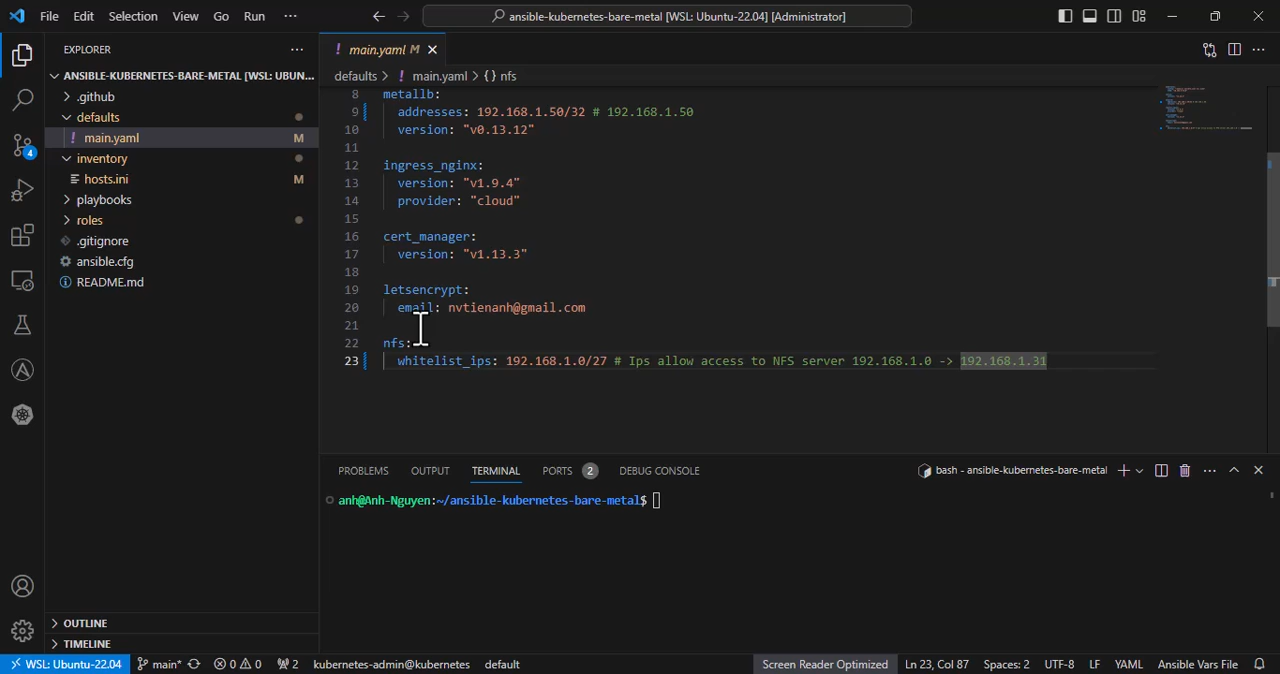 File Edit Selection View Go Run ···
ansible-kubernetes-bare-metal [WSL: Ubuntu-22.04] [Administrator]
EXPLORER
ANSIBLE-KUBERNETES-BARE-METAL [WSL: UBUN...
.github
defaults
main.yaml M
inventory
hosts.ini M
playbooks
roles
.gitignore
ansible.cfg
README.md
OUTLINE
TIMELINE
4
main.yaml M
defaults > main.yaml > {} nfs
8 metallb:
9 addresses: 192.168.1.50/32 # 192.168.1.50
10 version: "v0.13.12"
11
12 ingress_nginx:
13 version: "v1.9.4"
14 provider: "cloud"
15
16 cert_manager:
17 version: "v1.13.3"
18
19 letsencrypt:
20 email: nvtienanh@gmail.com
21
22 nfs:
23 whitelist_ips: 192.168.1.0/27 # Ips allow access to NFS server 192.168.1.0 -> 192.168.1.31
PROBLEMS OUTPUT TERMINAL PORTS 2 DEBUG CONSOLE
bash - ansible-kubernetes-bare-metal
anh@Anh-Nguyen:~/ansible-kubernetes-bare-metal$
WSL: Ubuntu-22.04 main* 0 0 2 kubernetes-admin@kubernetes default Screen Reader Optimized Ln 23, Col 87 Spaces: 2 UTF-8 LF YAML Ansible Vars File